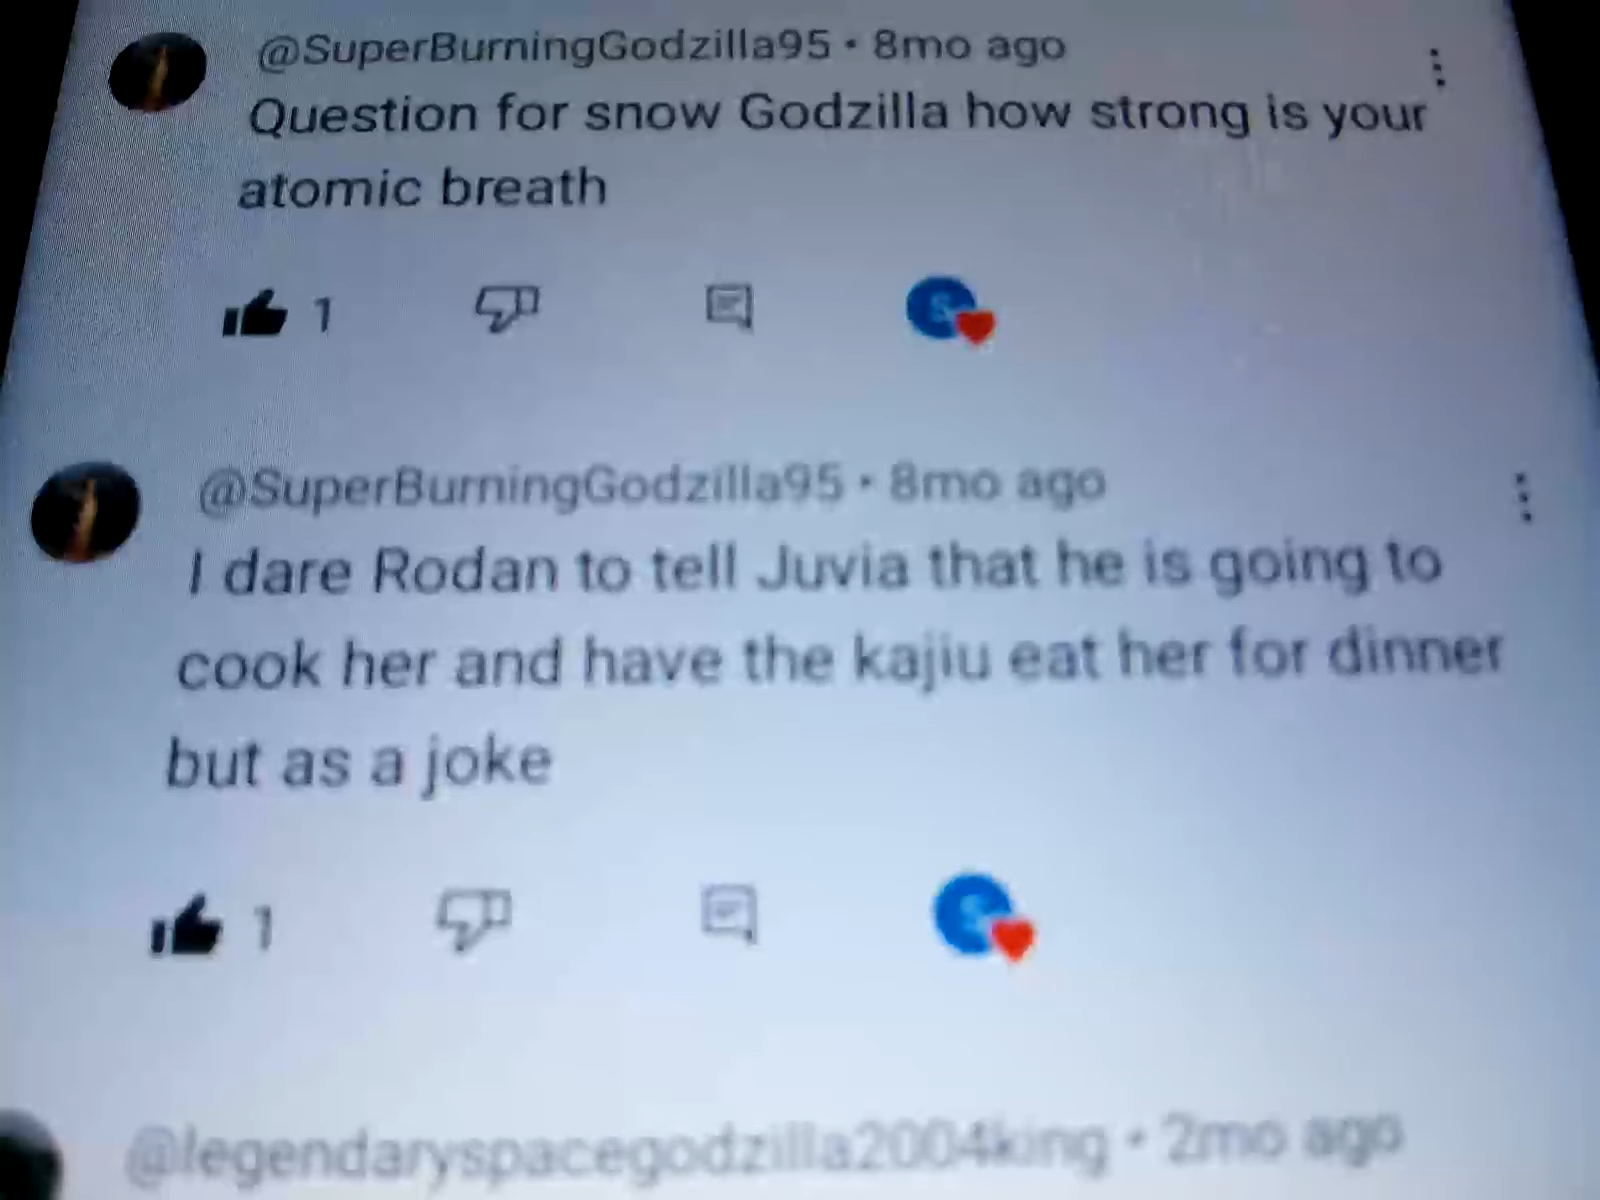 @SuperBurningGodzilla95 • 8mo ago
Question for snow Godzilla how strong is your
atomic breath
1
S
@SuperBurningGodzilla95 • 8mo ago
I dare Rodan to tell Juvia that he is going to
cook her and have the kajiu eat her for dinner
but as a joke
1
S
@legendaryspacegodzilla2004king • 2mo ago